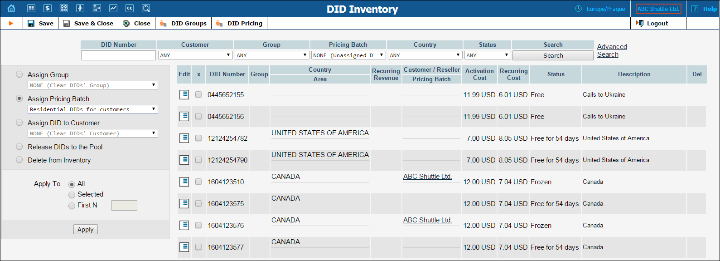 DID Inventory
Europe/Prague
ABC Shuttle Ltd.
Help
Save
Save & Close
Close
DID Groups
DID Pricing
Logout
DID Number Customer Group Pricing Batch Country Status Search
ANY ANY NONE (Unassigned D ANY ANY Search
Advanced Search
Assign Group
NONE (Clear DIDs' Group)
Assign Pricing Batch
Residential DIDs for customers
Assign DID to Customer
NONE (Clear DIDs' Customer)
Release DIDs to the Pool
Delete from Inventory
Apply To All
Selected
First N
Apply
Edit x DID Number Group Country Area Recurring Revenue Customer / Reseller Pricing Batch Activation Cost Recurring Cost Status Description Del
0445652155 11.99 USD 6.01 USD Free Calls to Ukraine
0445652156 11.99 USD 6.01 USD Free Calls to Ukraine
12124254782 UNITED STATES OF AMERICA 7.00 USD 8.05 USD Free for 54 days United States of America
12124254790 UNITED STATES OF AMERICA 7.00 USD 8.05 USD Free for 54 days United States of America
1604123510 CANADA ABC Shuttle Ltd. 12.00 USD 7.04 USD Frozen Canada
1604123575 CANADA 12.00 USD 7.04 USD Free for 54 days Canada
1604123576 CANADA ABC Shuttle Ltd. 12.00 USD 7.04 USD Frozen Canada
1604123577 CANADA 12.00 USD 7.04 USD Free for 54 days Canada